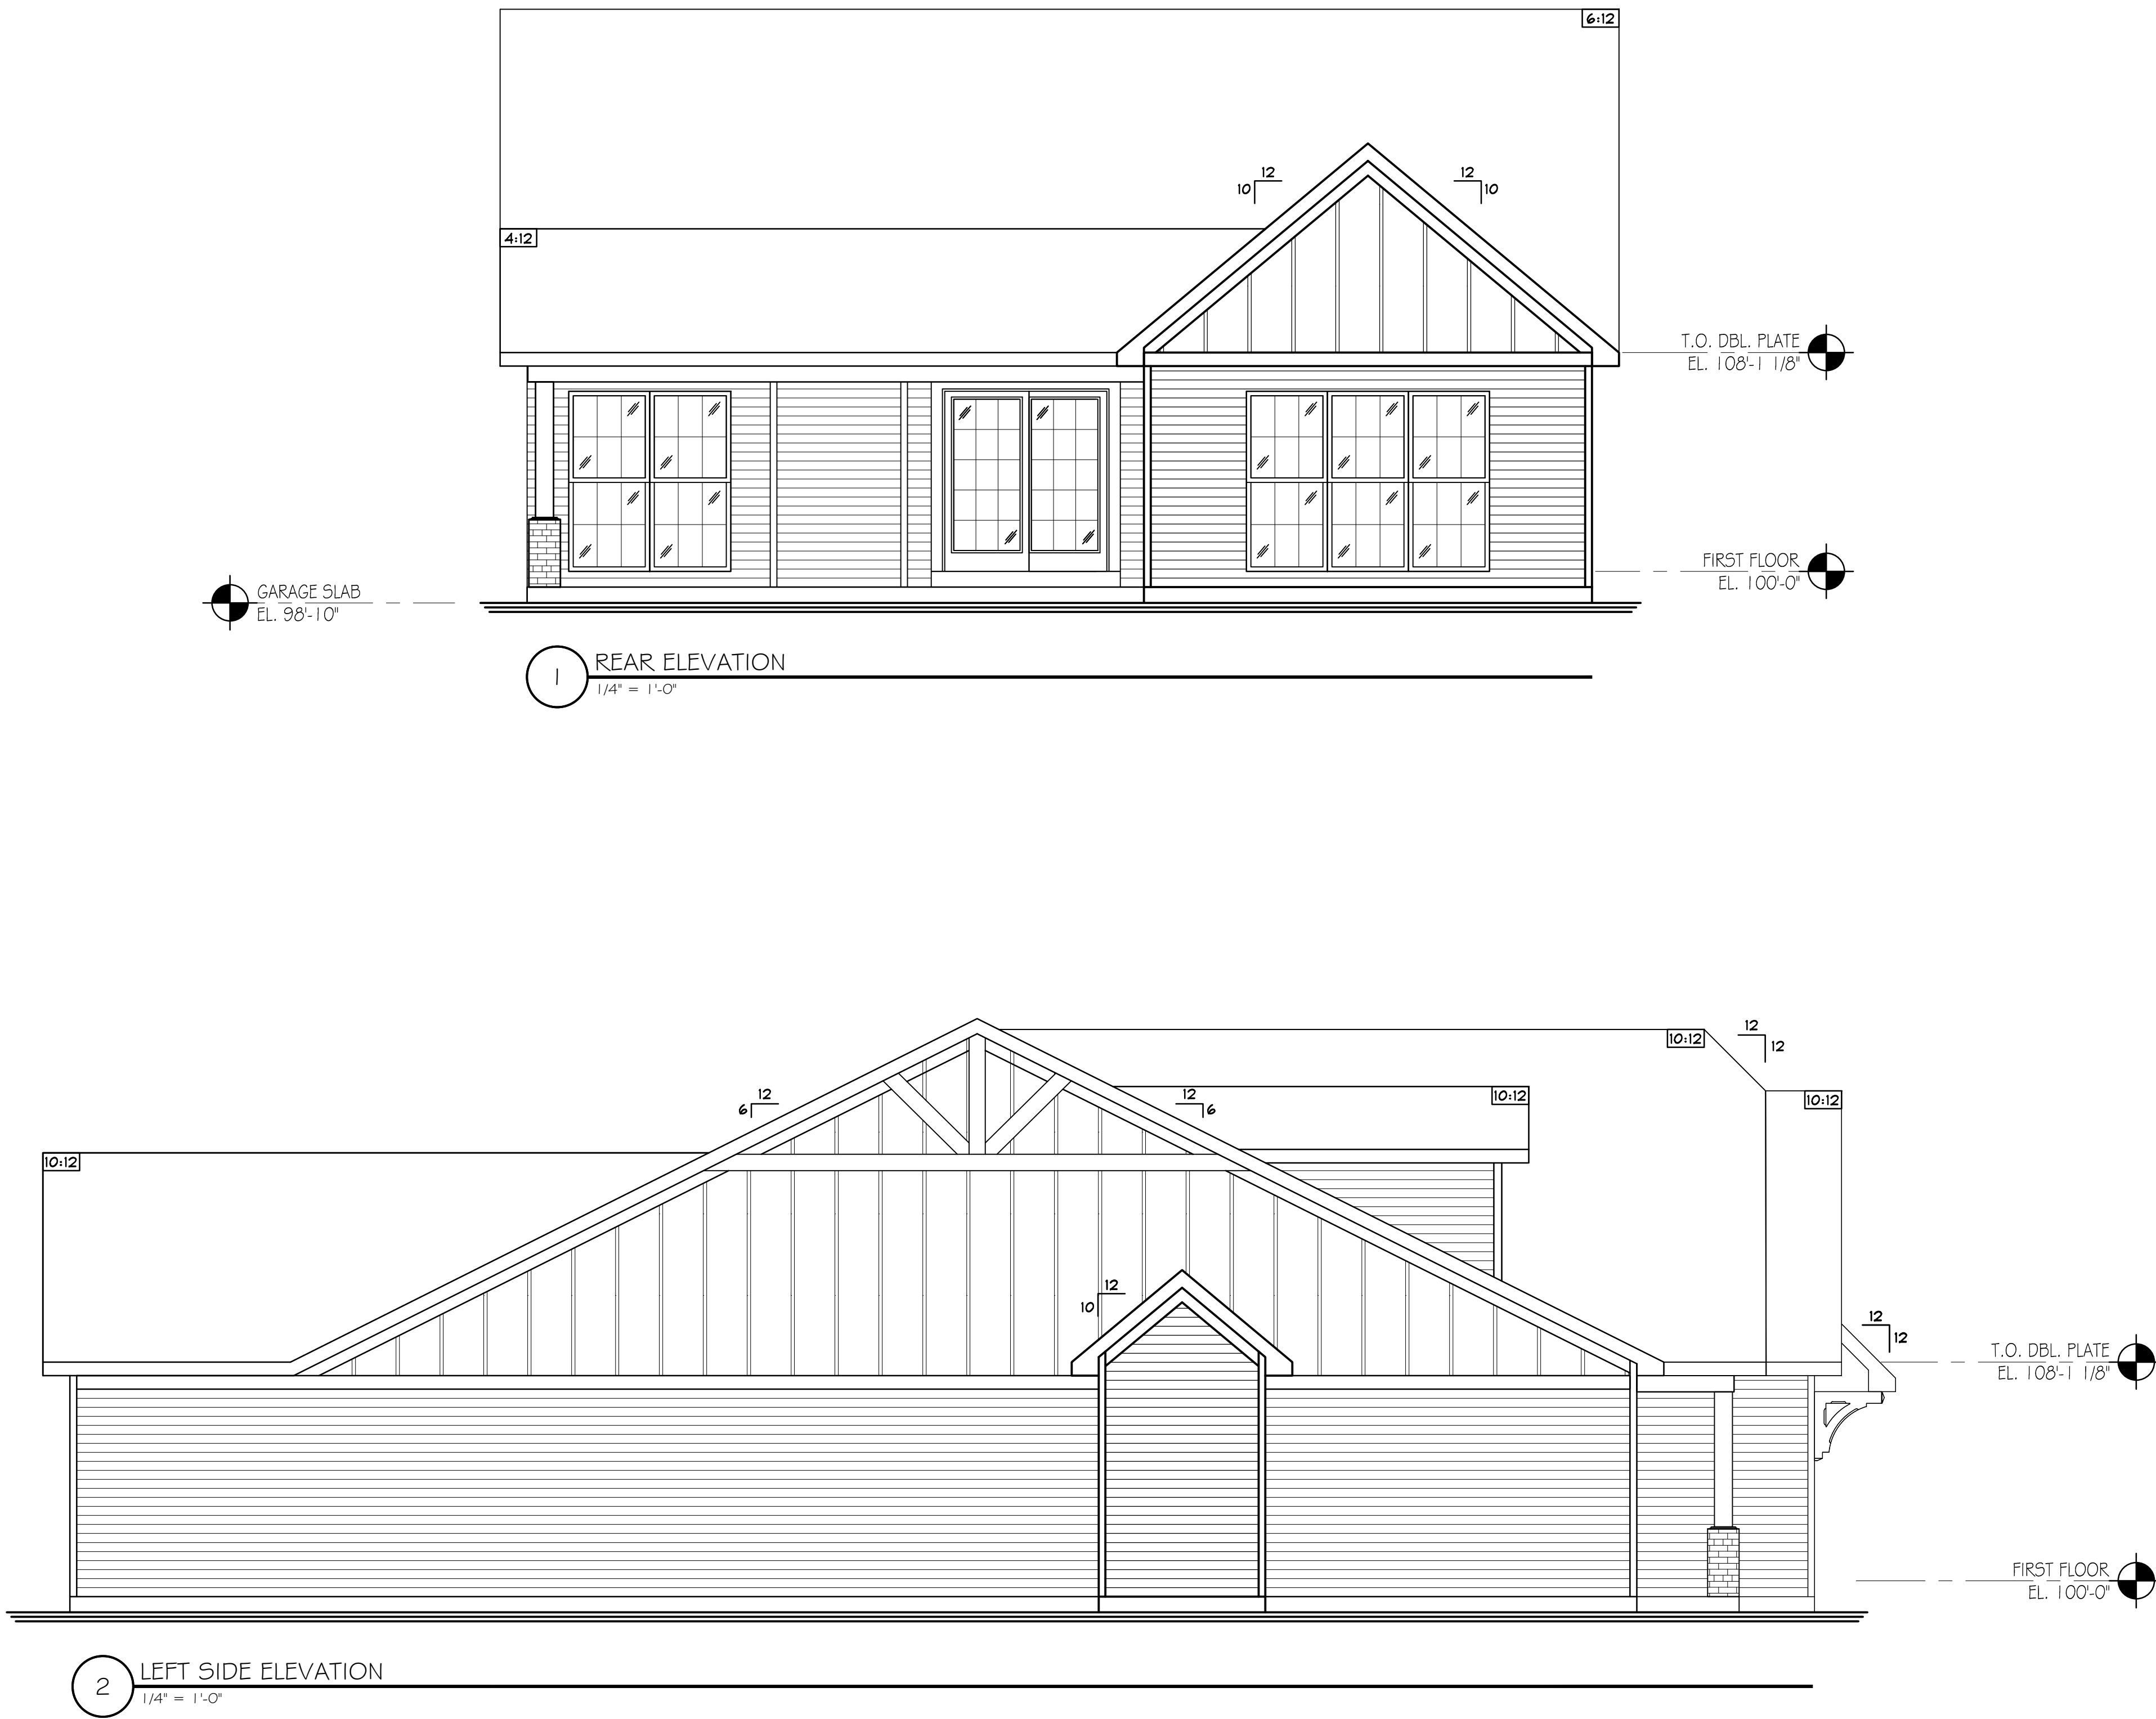 6:12
12
12
10
10
4:12
T.O. DBL. PLATE
EL. 108'-1 1/8"
FIRST FLOOR
EL. 100'-0"
GARAGE SLAB
EL. 98'-10"
1
REAR ELEVATION
1/4" = 1'-0"
12
12
10:12
12
6
12
6
10:12
10:12
10:12
12
10
12
12
T.O. DBL. PLATE
EL. 108'-1 1/8"
FIRST FLOOR
EL. 100'-0"
2
LEFT SIDE ELEVATION
1/4" = 1'-0"